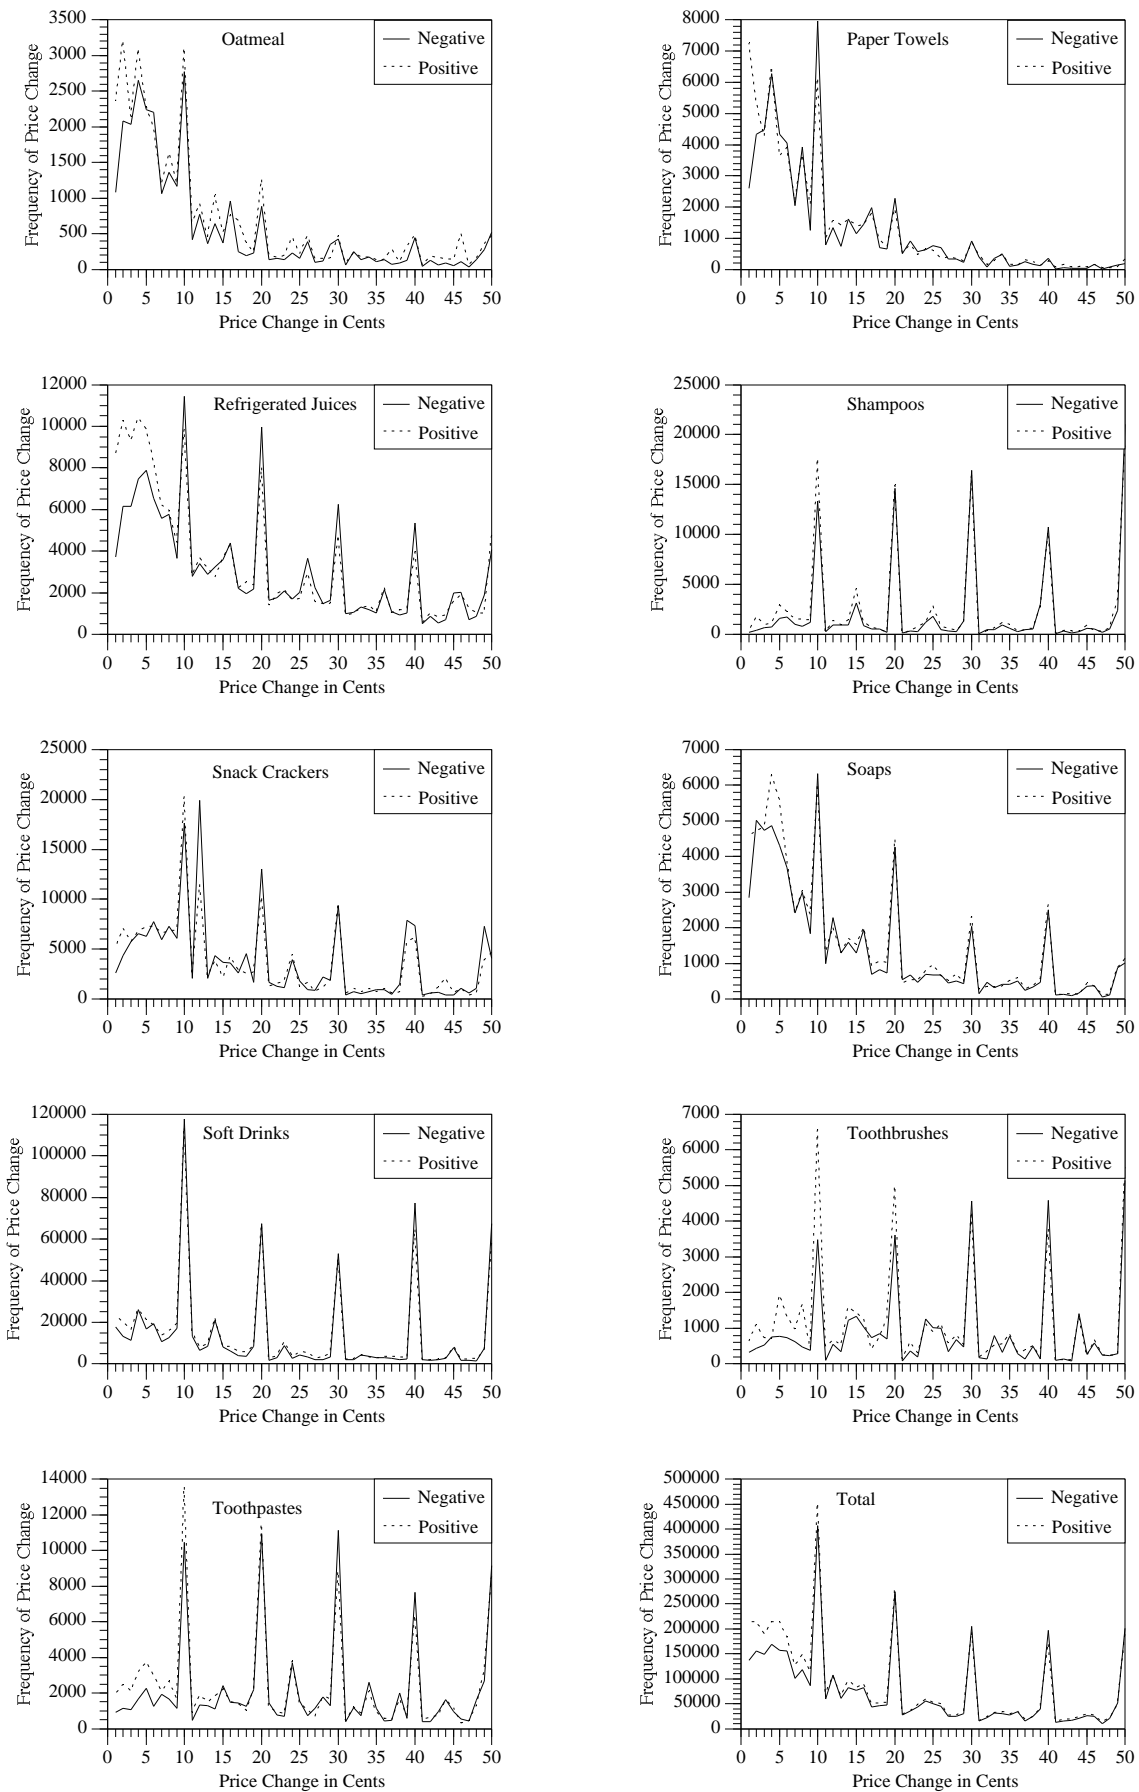 Oatmeal
Negative
Positive
Frequency of Price Change
3500
3000
2500
2000
1500
1000
500
0
0 5 10 15 20 25 30 35 40 45 50
Price Change in Cents
Paper Towels
Negative
Positive
Frequency of Price Change
8000
7000
6000
5000
4000
3000
2000
1000
0
0 5 10 15 20 25 30 35 40 45 50
Price Change in Cents
Refrigerated Juices
Negative
Positive
Frequency of Price Change
12000
10000
8000
6000
4000
2000
0
0 5 10 15 20 25 30 35 40 45 50
Price Change in Cents
Shampoos
Negative
Positive
Frequency of Price Change
25000
20000
15000
10000
5000
0
0 5 10 15 20 25 30 35 40 45 50
Price Change in Cents
Snack Crackers
Negative
Positive
Frequency of Price Change
25000
20000
15000
10000
5000
0
0 5 10 15 20 25 30 35 40 45 50
Price Change in Cents
Soaps
Negative
Positive
Frequency of Price Change
7000
6000
5000
4000
3000
2000
1000
0
0 5 10 15 20 25 30 35 40 45 50
Price Change in Cents
Soft Drinks
Negative
Positive
Frequency of Price Change
120000
100000
80000
60000
40000
20000
0
0 5 10 15 20 25 30 35 40 45 50
Price Change in Cents
Toothbrushes
Negative
Positive
Frequency of Price Change
7000
6000
5000
4000
3000
2000
1000
0
0 5 10 15 20 25 30 35 40 45 50
Price Change in Cents
Toothpastes
Negative
Positive
Frequency of Price Change
14000
12000
10000
8000
6000
4000
2000
0
0 5 10 15 20 25 30 35 40 45 50
Price Change in Cents
Total
Negative
Positive
Frequency of Price Change
500000
450000
400000
350000
300000
250000
200000
150000
100000
50000
0
0 5 10 15 20 25 30 35 40 45 50
Price Change in Cents